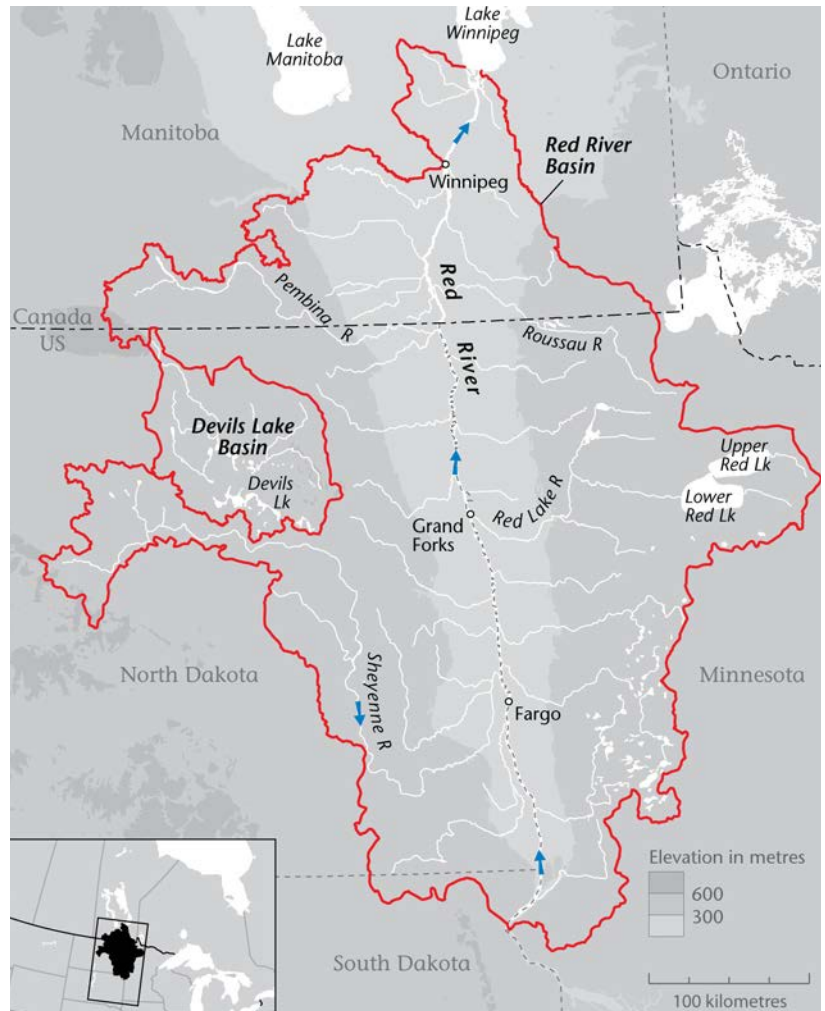 Lake
Manitoba
Lake
Winnipeg
Ontario
Manitoba
Red River
Basin
Winnipeg
Red
River
Pembina R
Canada
US
Roussau R
Devils Lake
Basin
Devils
Lk
Upper
Red Lk
Lower
Red Lk
Red Lake R
Grand
Forks
North Dakota
Sheyenne R
Minnesota
Fargo
Elevation in metres
600
300
South Dakota
100 kilometres